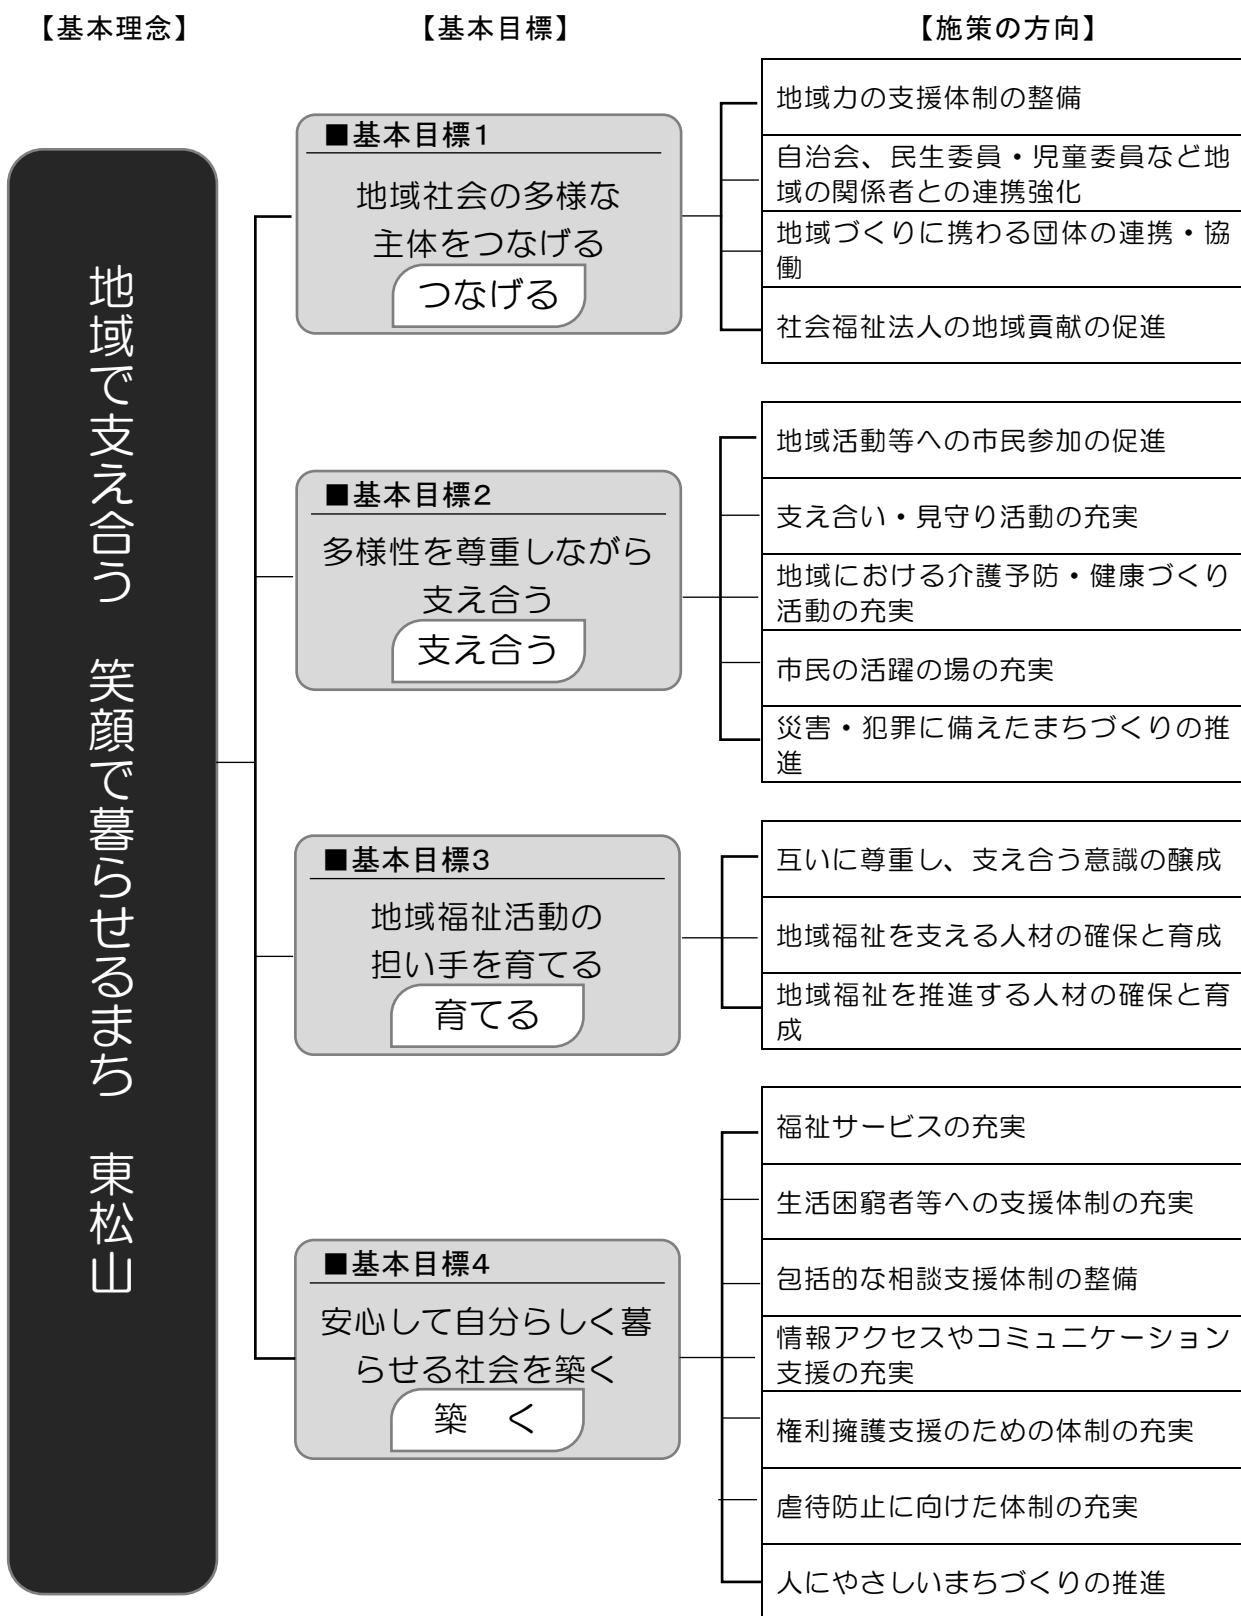 【基本理念】
【基本目標】
【施策の方向】
地域で支え合う　笑顔で暮らせるまち　東松山
■基本目標1
地域社会の多様な
主体をつなげる
つなげる
地域力の支援体制の整備
自治会、民生委員・児童委員など地
域の関係者との連携強化
地域づくりに携わる団体の連携・協
働
社会福祉法人の地域貢献の促進
■基本目標2
多様性を尊重しながら
支え合う
支え合う
地域活動等への市民参加の促進
支え合い・見守り活動の充実
地域における介護予防・健康づくり
活動の充実
市民の活躍の場の充実
災害・犯罪に備えたまちづくりの推
進
■基本目標3
地域福祉活動の
担い手を育てる
育てる
互いに尊重し、支え合う意識の醸成
地域福祉を支える人材の確保と育成
地域福祉を推進する人材の確保と育
成
■基本目標4
安心して自分らしく暮
らせる社会を築く
築　く
福祉サービスの充実
生活困窮者等への支援体制の充実
包括的な相談支援体制の整備
情報アクセスやコミュニケーション
支援の充実
権利擁護支援のための体制の充実
虐待防止に向けた体制の充実
人にやさしいまちづくりの推進